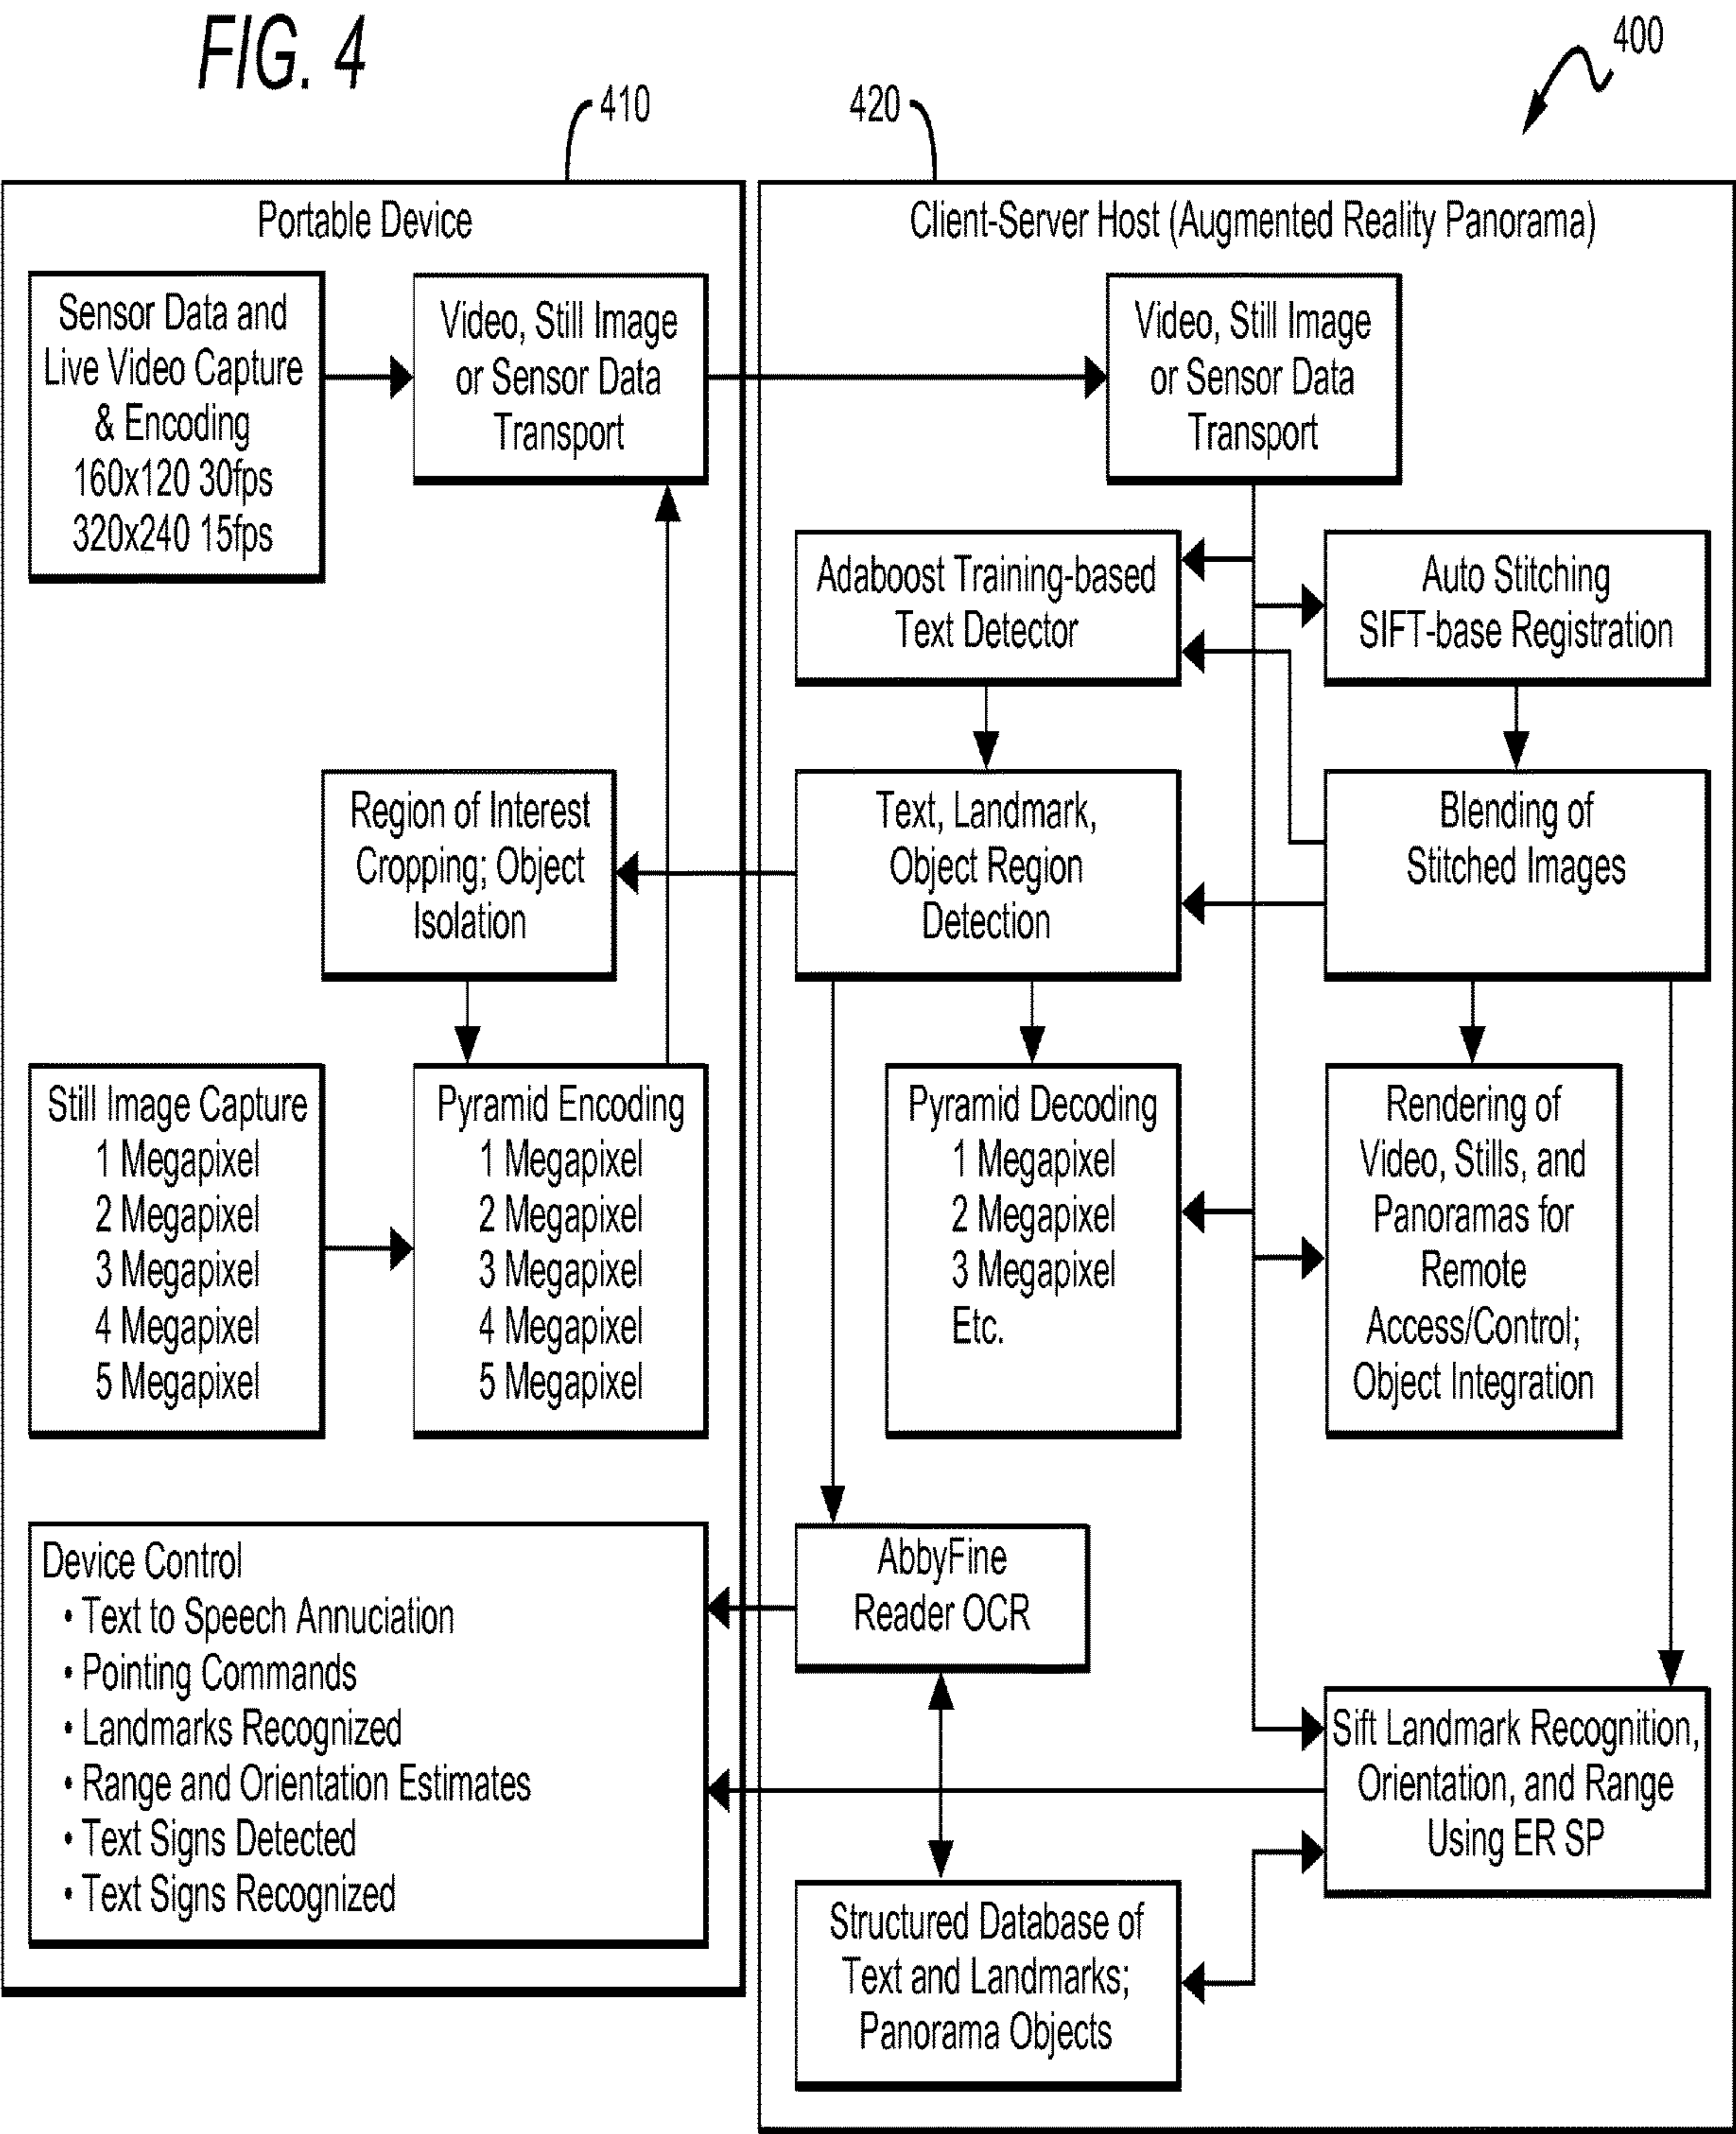 FIG. 4
400
410
420
Portable Device
Sensor Data and
Live Video Capture
& Encoding
160x120 30fps
320x240 15fps
Video, Still Image
or Sensor Data
Transport
Region of Interest
Cropping; Object
Isolation
Still Image Capture
1 Megapixel
2 Megapixel
3 Megapixel
4 Megapixel
5 Megapixel
Pyramid Encoding
1 Megapixel
2 Megapixel
3 Megapixel
4 Megapixel
5 Megapixel
Device Control
• Text to Speech Annuciation
• Pointing Commands
• Landmarks Recognized
• Range and Orientation Estimates
• Text Signs Detected
• Text Signs Recognized
Client-Server Host (Augmented Reality Panorama)
Video, Still Image
or Sensor Data
Transport
Adaboost Training-based
Text Detector
Auto Stitching
SIFT-base Registration
Text, Landmark,
Object Region
Detection
Blending of
Stitched Images
Pyramid Decoding
1 Megapixel
2 Megapixel
3 Megapixel
Etc.
Rendering of
Video, Stills, and
Panoramas for
Remote
Access/Control;
Object Integration
AbbyFine
Reader OCR
Sift Landmark Recognition,
Orientation, and Range
Using ER SP
Structured Database of
Text and Landmarks;
Panorama Objects